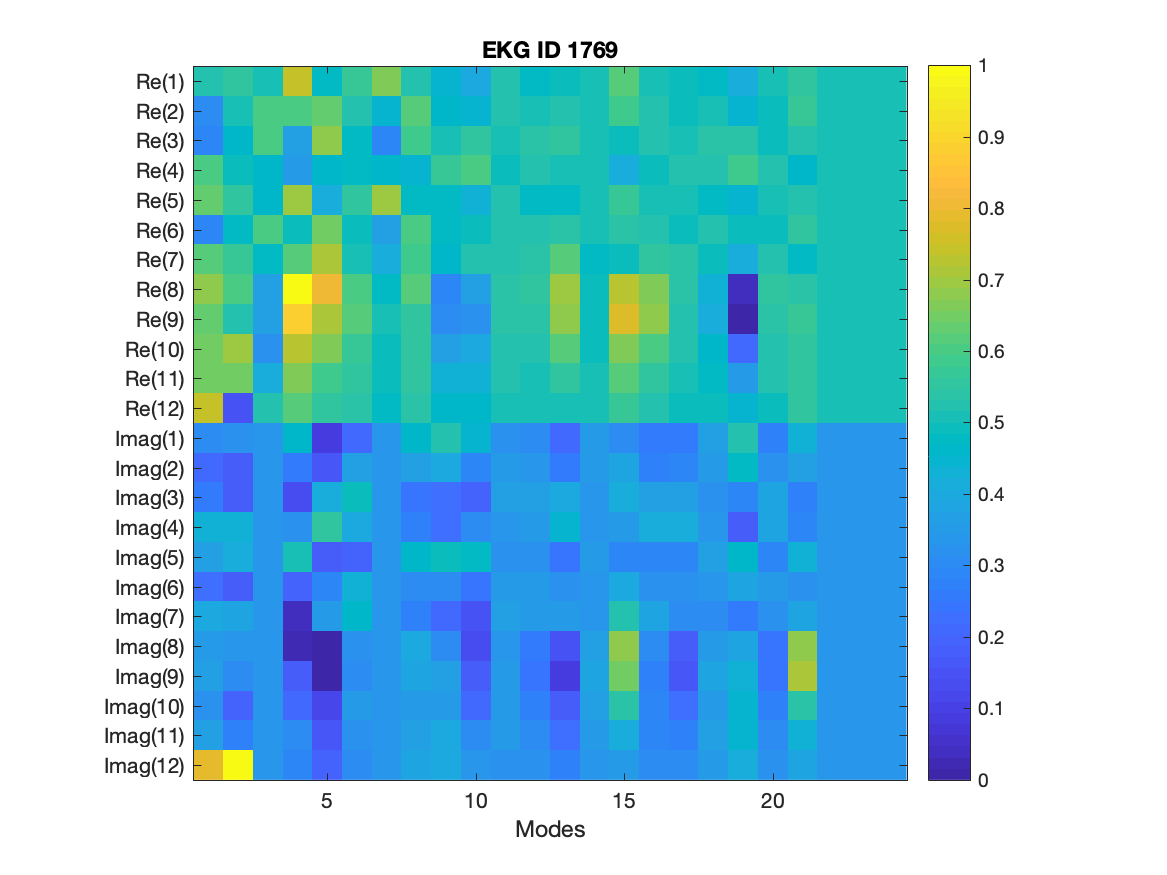 EKG ID 1769
Re(1)
Re(2)
Re(3)
Re(4)
Re(5)
Re(6)
Re(7)
Re(8)
Re(9)
Re(10)
Re(11)
Re(12)
Imag(1)
Imag(2)
Imag(3)
Imag(4)
Imag(5)
Imag(6)
Imag(7)
Imag(8)
Imag(9)
Imag(10)
Imag(11)
Imag(12)
5 10 15 20
Modes
1
0.9
0.8
0.7
0.6
0.5
0.4
0.3
0.2
0.1
0